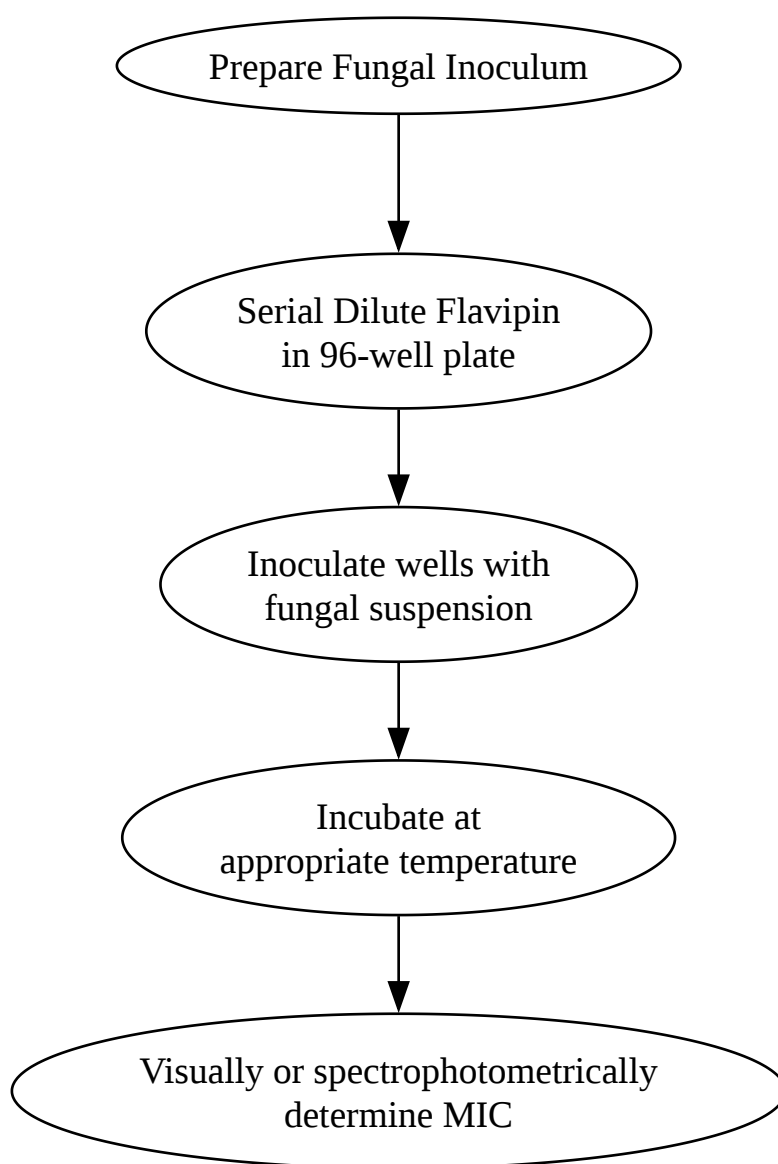 Prepare Fungal Inoculum
Serial Dilute Flavipin
in 96-well plate
Inoculate wells with
fungal suspension
Incubate at
appropriate temperature
Visually or spectrophotometrically
determine MIC